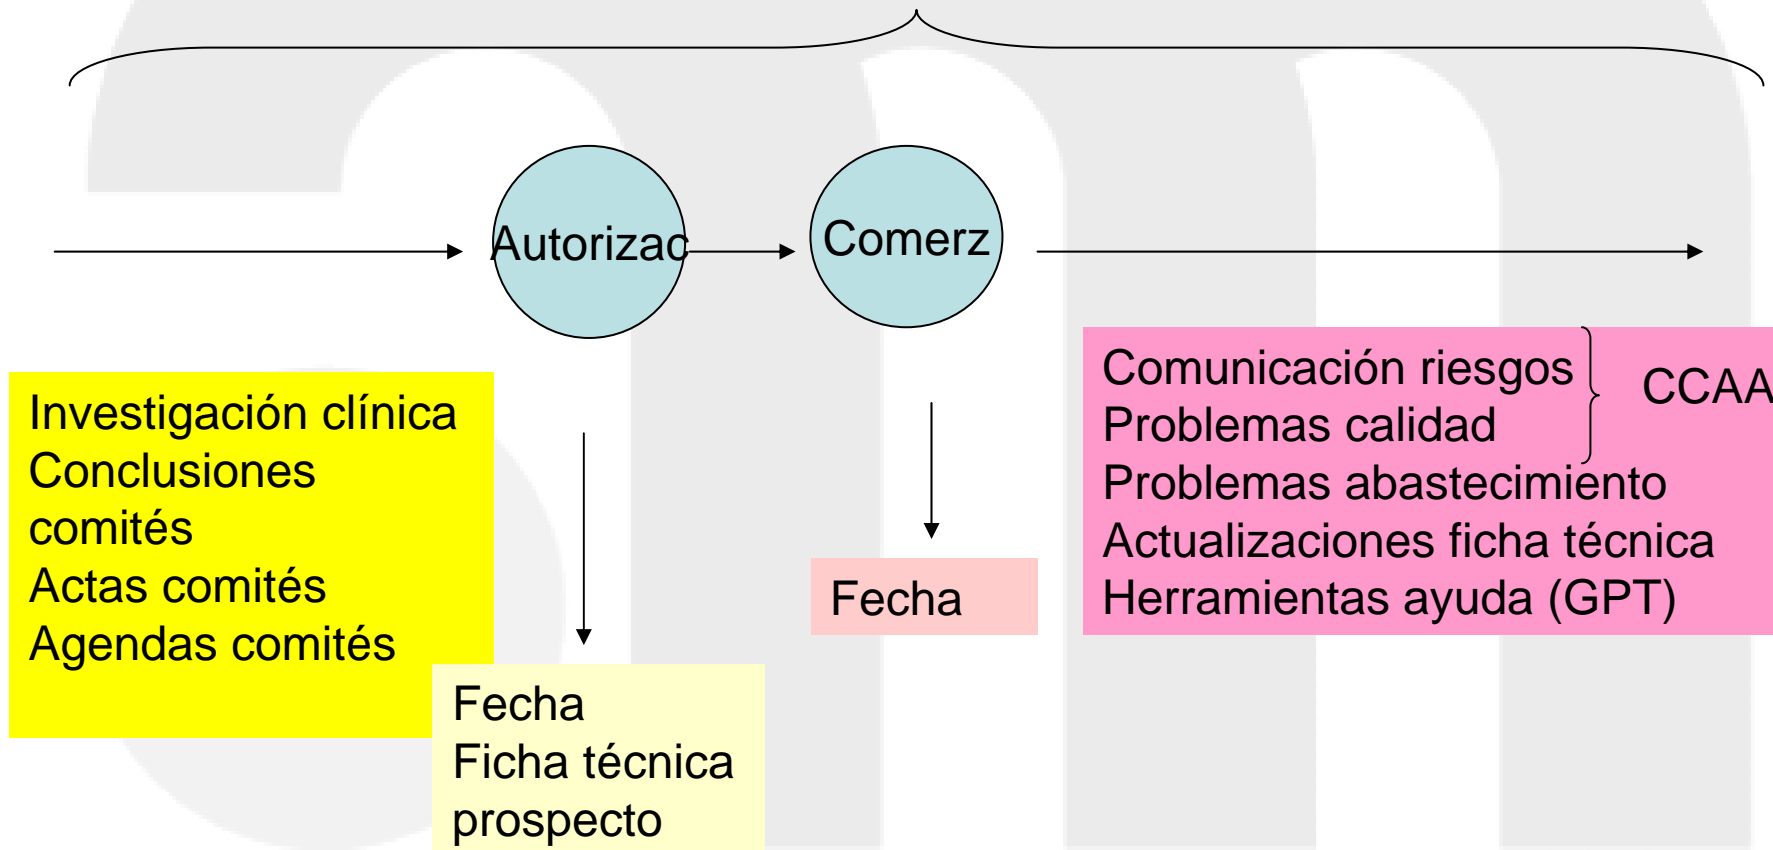 Autorizac
Comerz
Investigación clínica
Conclusiones
comités
Actas comités
Agendas comités
Fecha
Ficha técnica
prospecto
Fecha
Comunicación riesgos
Problemas calidad
CCAA
Problemas abastecimiento
Actualizaciones ficha técnica
Herramientas ayuda (GPT)